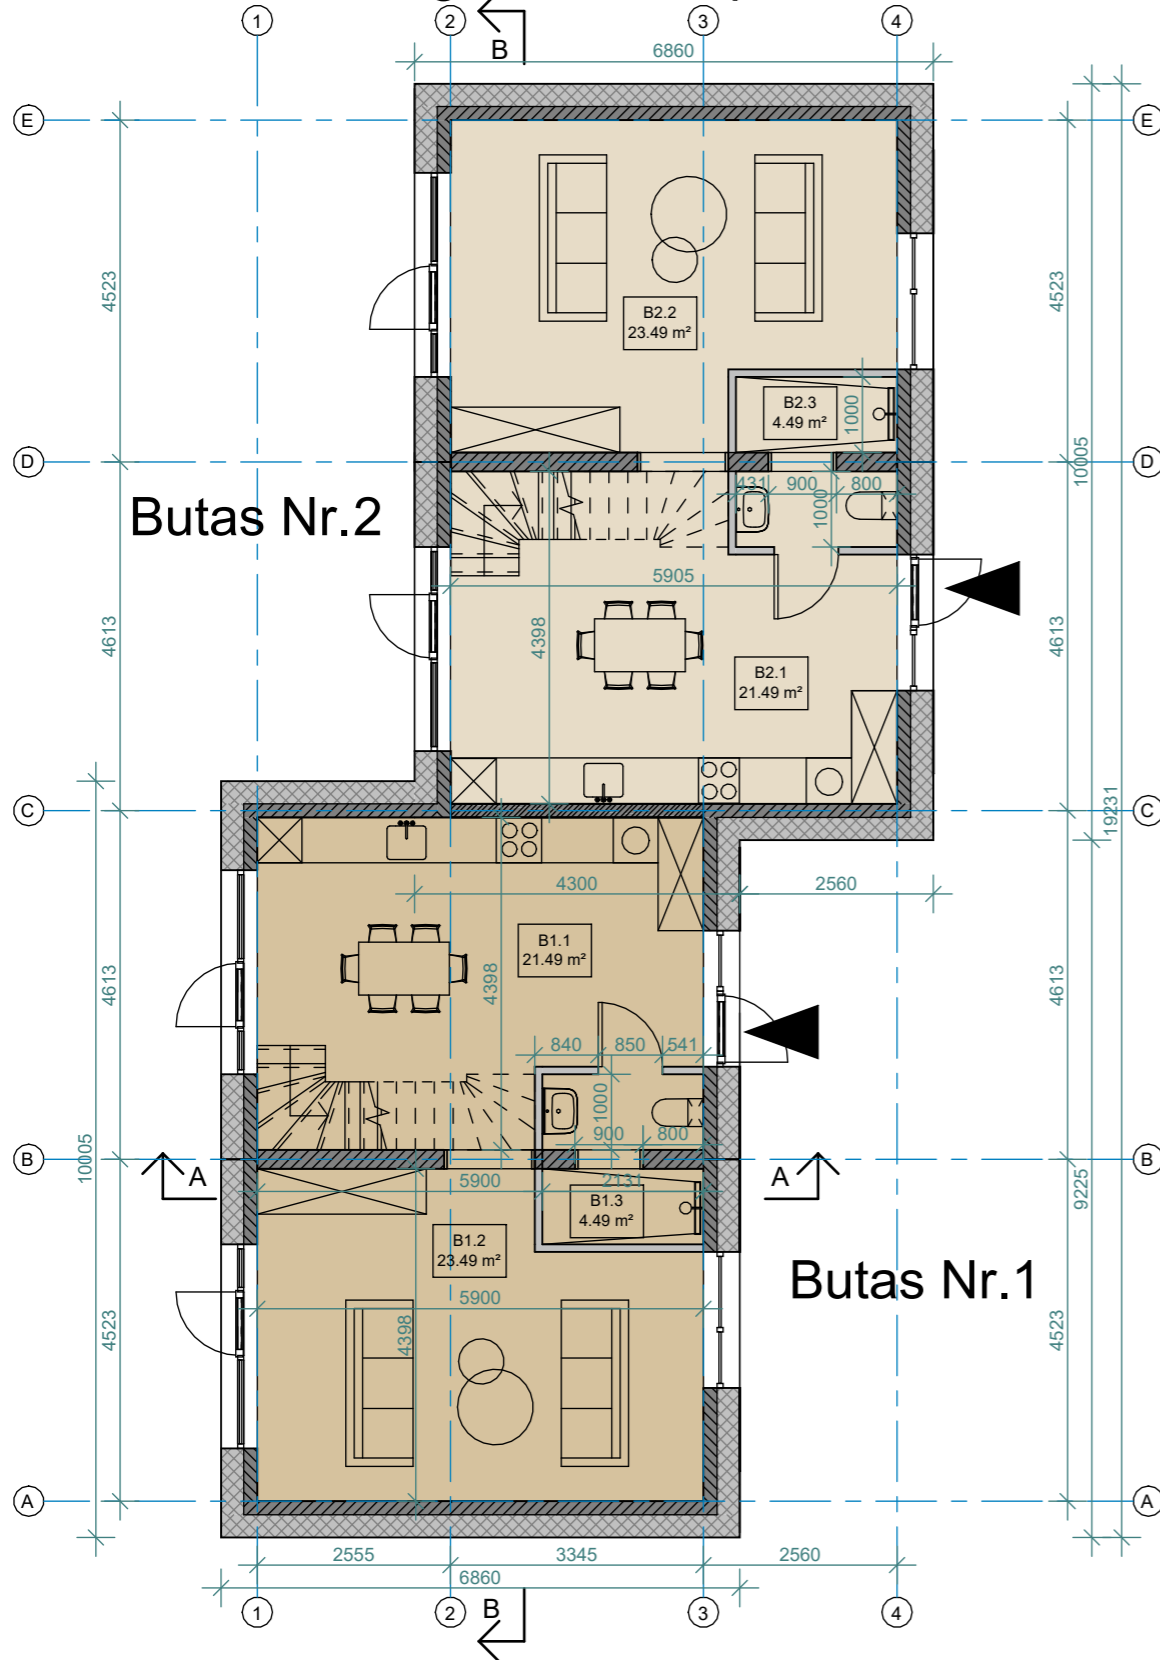 1 2 3 4
B
6860
E E
4523 4523
B2.2
23.49 m²
B2.3
4.49 m²
1000
10005
D D
431 900 800
1000
Butas Nr.2
5905
4613 4398 4613
B2.1
21.49 m²
C C
19231
4300 2560
B1.1
21.49 m²
4613 4398 4613
840 850 541
1000
900 800
10005
B B
A A
5900 2131
9225
B1.3
4.49 m²
B1.2
23.49 m²
Butas Nr.1
5900
4523 4398 4523
A A
2555 3345 2560
6860
B
1 2 3 4